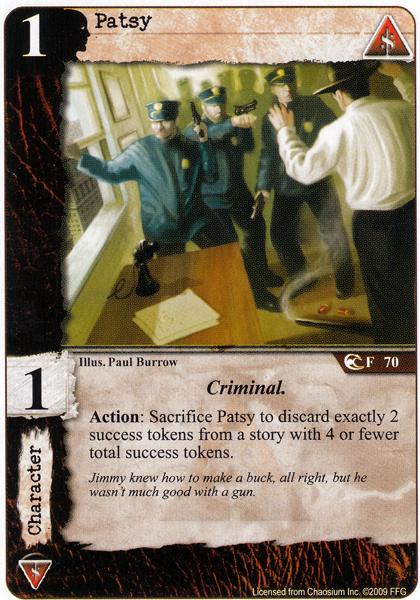 1
Patsy
Illus. Paul Burrow
F 70
1
Character
Criminal.
Action: Sacrifice Patsy to discard exactly 2
success tokens from a story with 4 or fewer
total success tokens.
Jimmy knew how to make a buck, all right, but he
wasn't much good with a gun.
Licensed from Chaosium Inc. ©2009 FFG